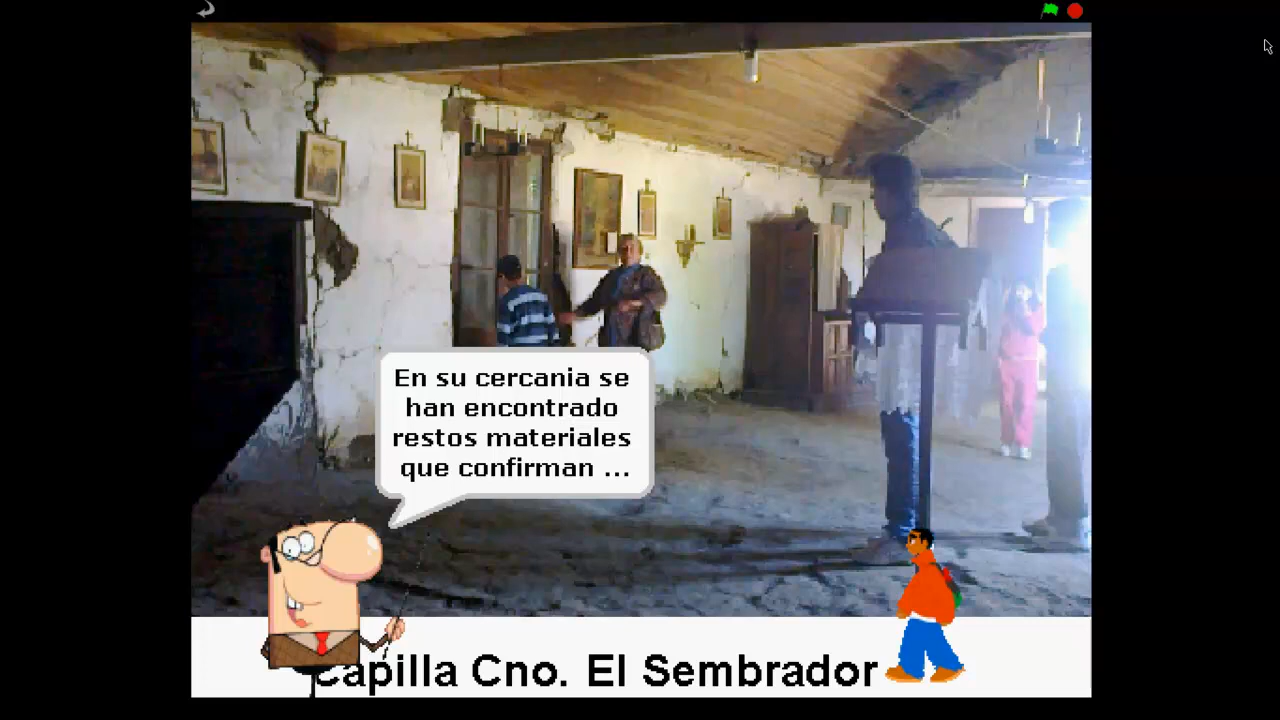 En su cercania se
han encontrado
restos materiales
que confirman ...
Capilla Cno. El Sembrador